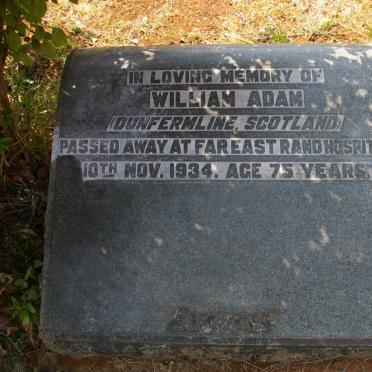 IN LOVING MEMORY OF
WILLIAM ADAM
(DUNFERMLINE, SCOTLAND)
PASSED AWAY AT FAR EAST RAND HOSPIT
10TH NOV. 1934. AGE 75 YEARS.